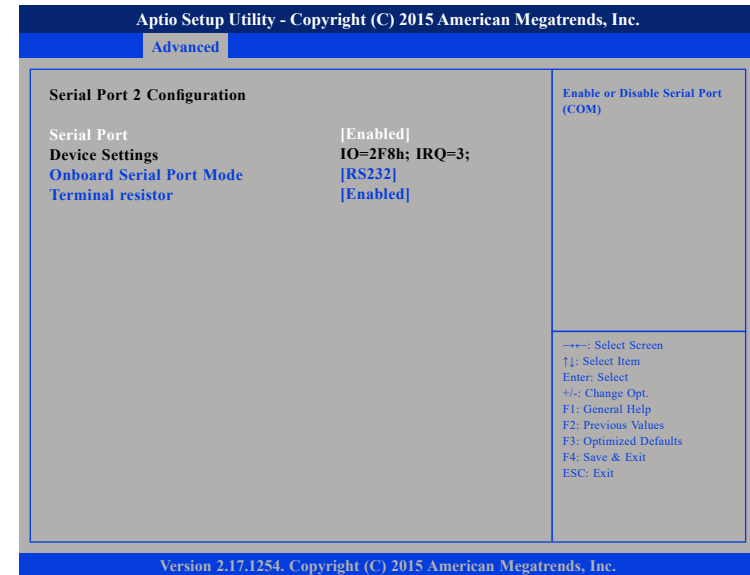 Aptio Setup Utility - Copyright (C) 2015 American Megatrends, Inc.
Advanced
Serial Port 2 Configuration
Serial Port [Enabled]
Device Settings IO=2F8h; IRQ=3;
Onboard Serial Port Mode [RS232]
Terminal resistor [Enabled]
Enable or Disable Serial Port
(COM)
→←: Select Screen
↑↓: Select Item
Enter: Select
+/-: Change Opt.
F1: General Help
F2: Previous Values
F3: Optimized Defaults
F4: Save & Exit
ESC: Exit
Version 2.17.1254. Copyright (C) 2015 American Megatrends, Inc.